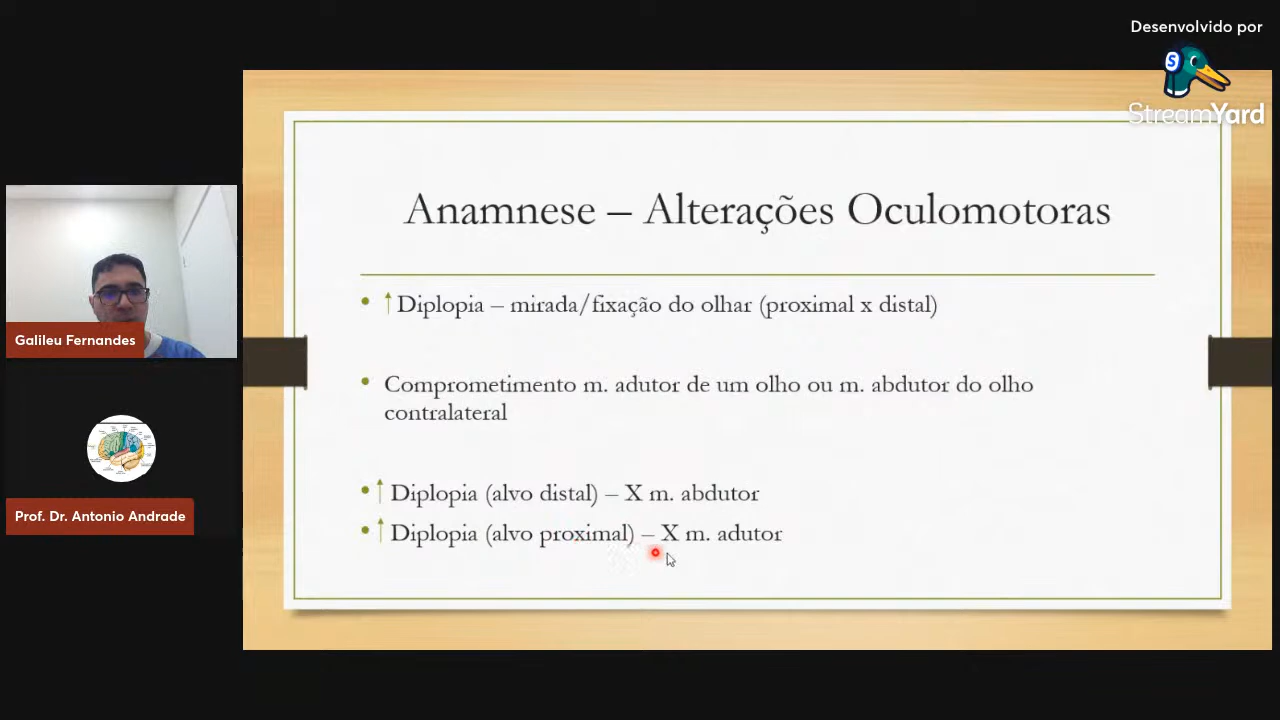 Desenvolvido por
StreamYard
Anamnese – Alterações Oculomotoras
• ↑ Diplopia – mirada/fixação do olhar (proximal x distal)
• Comprometimento m. adutor de um olho ou m. abdutor do olho
contralateral
• ↑ Diplopia (alvo distal) – X m. abdutor
• ↑ Diplopia (alvo proximal) – X m. adutor
Galileu Fernandes
Prof. Dr. Antonio Andrade